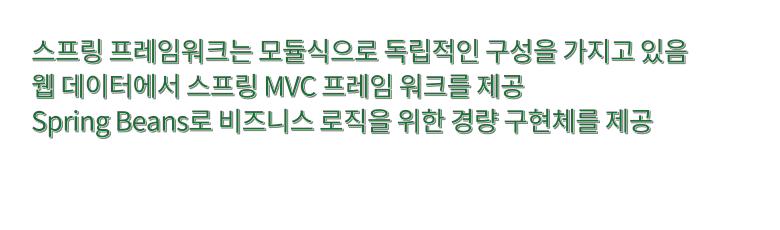 스프링 프레임워크는 모듈식으로 독립적인 구성을 가지고 있음
웹 데이터에서 스프링 MVC 프레임 워크를 제공
Spring Beans로 비즈니스 로직을 위한 경량 구현체를 제공